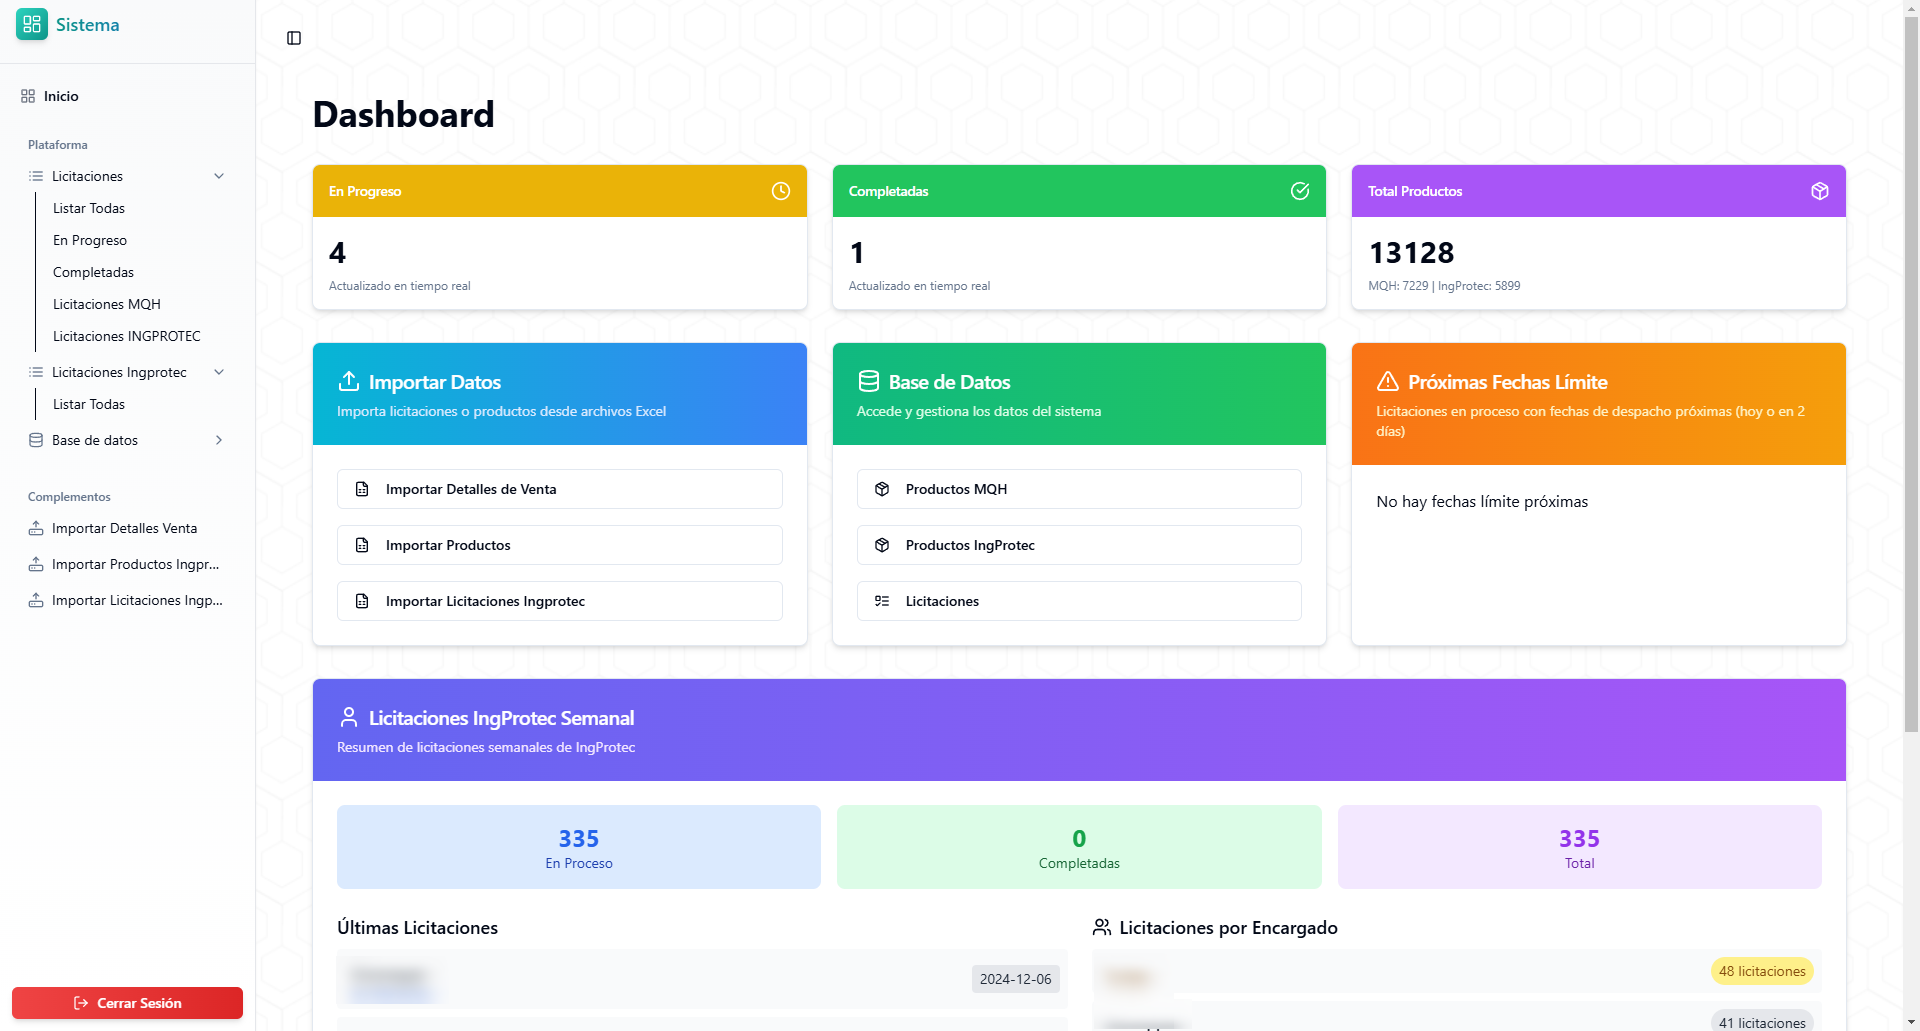 Sistema
Inicio
Plataforma
Licitaciones
Listar Todas
En Progreso
Completadas
Licitaciones MQH
Licitaciones INGPROTEC
Licitaciones Ingprotec
Listar Todas
Base de datos
Complementos
Importar Detalles Venta
Importar Productos Ingpr...
Importar Licitaciones Ingp...
Cerrar Sesión
Dashboard
En Progreso
4
Actualizado en tiempo real
Completadas
1
Actualizado en tiempo real
Total Productos
13128
MQH: 7229 | IngProtec: 5899
Importar Datos
Importa licitaciones o productos desde archivos Excel
Importar Detalles de Venta
Importar Productos
Importar Licitaciones Ingprotec
Base de Datos
Accede y gestiona los datos del sistema
Productos MQH
Productos IngProtec
Licitaciones
Próximas Fechas Límite
Licitaciones en proceso con fechas de despacho próximas (hoy o en 2
días)
No hay fechas límite próximas
Licitaciones IngProtec Semanal
Resumen de licitaciones semanales de IngProtec
335
En Proceso
0
Completadas
335
Total
Últimas Licitaciones
2024-12-06
Licitaciones por Encargado
48 licitaciones
41 licitaciones